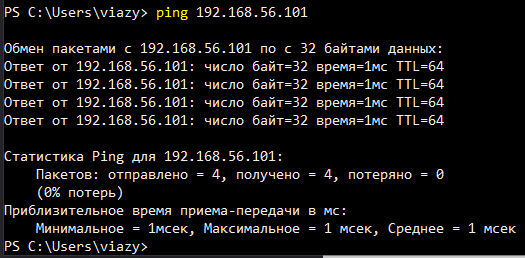 PS C:\Users\viazy> ping 192.168.56.101
Обмен пакетами с 192.168.56.101 по с 32 байтами данных:
Ответ от 192.168.56.101: число байт=32 время=1мс TTL=64
Ответ от 192.168.56.101: число байт=32 время=1мс TTL=64
Ответ от 192.168.56.101: число байт=32 время=1мс TTL=64
Ответ от 192.168.56.101: число байт=32 время=1мс TTL=64
Статистика Ping для 192.168.56.101:
    Пакетов: отправлено = 4, получено = 4, потеряно = 0
    (0% потерь)
Приблизительное время приема-передачи в мс:
    Минимальное = 1мсек, Максимальное = 1 мсек, Среднее = 1 мсек
PS C:\Users\viazy>